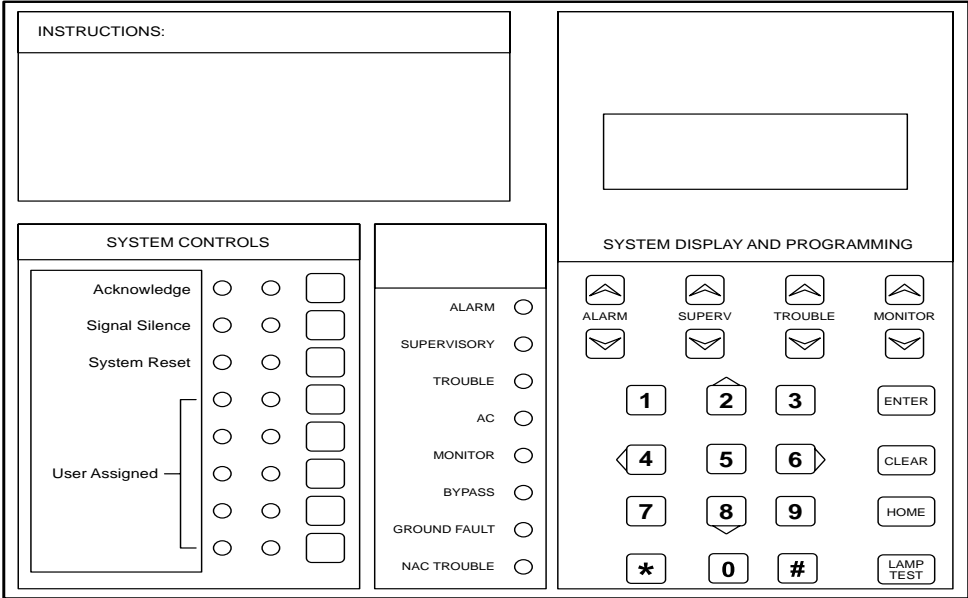 INSTRUCTIONS:
SYSTEM CONTROLS
Acknowledge
Signal Silence
System Reset
User Assigned
ALARM
SUPERVISORY
TROUBLE
AC
MONITOR
BYPASS
GROUND FAULT
NAC TROUBLE
SYSTEM DISPLAY AND PROGRAMMING
ALARM SUPERV TROUBLE MONITOR
1 2 3 ENTER
4 5 6 CLEAR
7 8 9 HOME
* 0 # LAMP
TEST